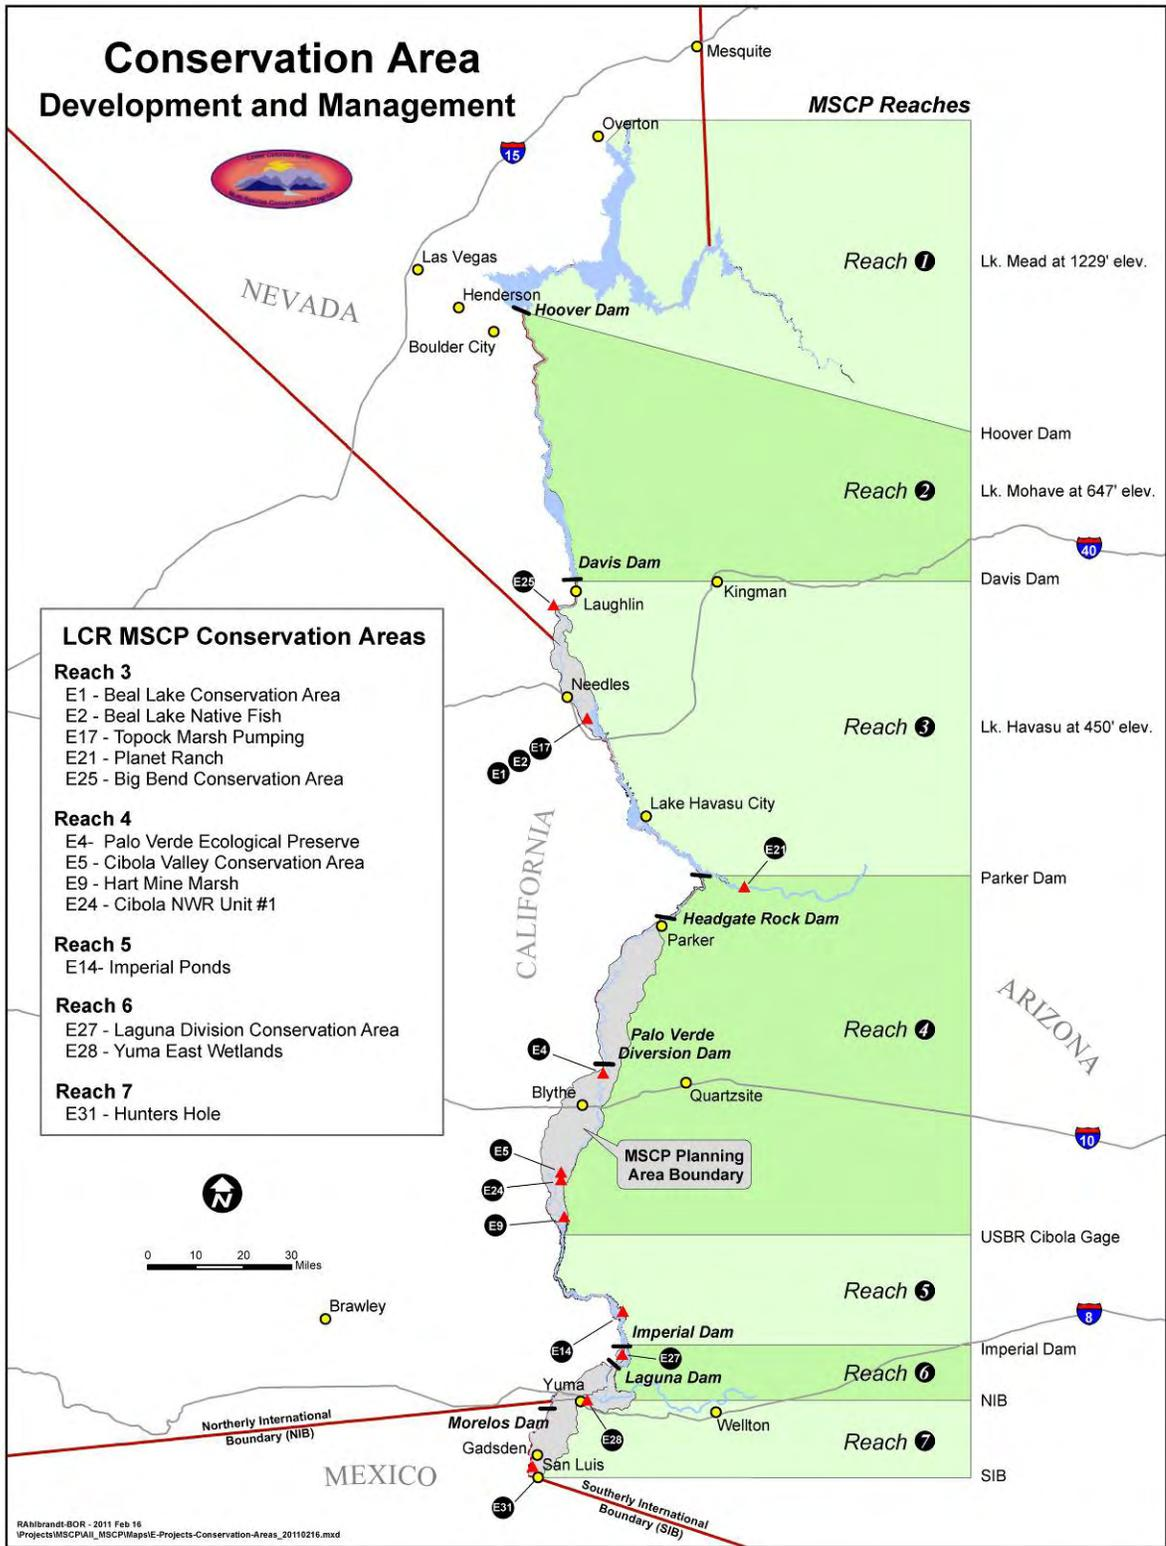 Conservation Area
Development and Management
MSCP Reaches
Mesquite
Overton
15
Lower Colorado River
Multi-Species Conservation Program
Las Vegas
NEVADA
Henderson
Hoover Dam
Boulder City
Reach 1
Lk. Mead at 1229' elev.
Hoover Dam
Reach 2
Lk. Mohave at 647' elev.
40
Davis Dam
Davis Dam
E25
Laughlin
Kingman
LCR MSCP Conservation Areas
Reach 3
E1 - Beal Lake Conservation Area
E2 - Beal Lake Native Fish
E17 - Topock Marsh Pumping
E21 - Planet Ranch
E25 - Big Bend Conservation Area
Reach 4
E4- Palo Verde Ecological Preserve
E5 - Cibola Valley Conservation Area
E9 - Hart Mine Marsh
E24 - Cibola NWR Unit #1
Reach 5
E14- Imperial Ponds
Reach 6
E27 - Laguna Division Conservation Area
E28 - Yuma East Wetlands
Reach 7
E31 - Hunters Hole
Needles
E17
E2
E1
Reach 3
Lk. Havasu at 450' elev.
Lake Havasu City
CALIFORNIA
E21
Parker Dam
Headgate Rock Dam
Parker
ARIZONA
Reach 4
Palo Verde
Diversion Dam
E4
Blythe
Quartzsite
10
MSCP Planning
Area Boundary
E5
E24
E9
USBR Cibola Gage
N
0 10 20 30
Miles
Reach 5
8
Brawley
E14
Imperial Dam
Imperial Dam
E27
Laguna Dam
Reach 6
Yuma
NIB
Morelos Dam
Wellton
E28
Northerly International
Boundary (NIB)
Gadsden
Reach 7
San Luis
MEXICO
SIB
E31
Southerly International
Boundary (SIB)
RAhlbrandt-BOR - 2011 Feb 16
\Projects\MSCP\All_MSCP\Maps\E-Projects-Conservation-Areas_20110216.mxd